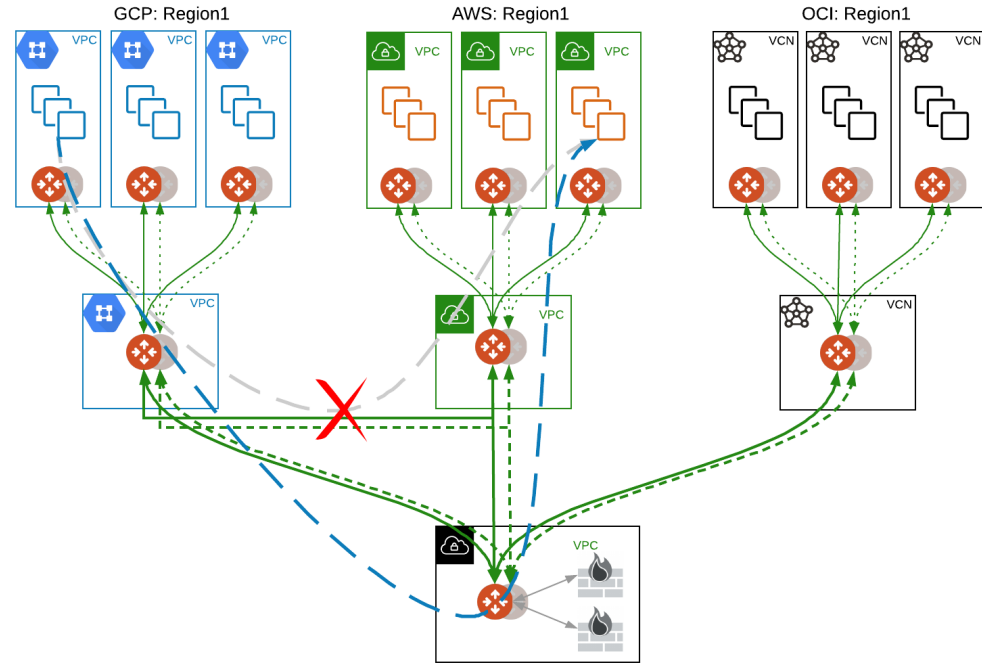 GCP: Region1
AWS: Region1
OCI: Region1
VPC
VPC
VPC
VPC
VPC
VPC
VCN
VCN
VCN
VPC
VPC
VCN
VPC